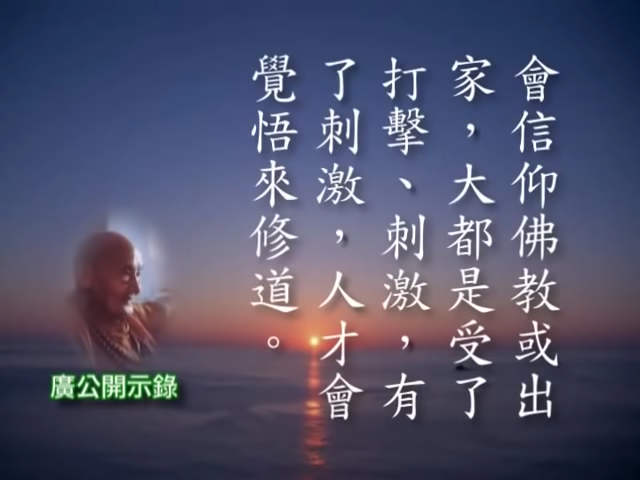 會信仰佛教或出
家，大都是受了
打擊、刺激，有
了刺激，人才會
覺悟來修道。
廣公開示錄